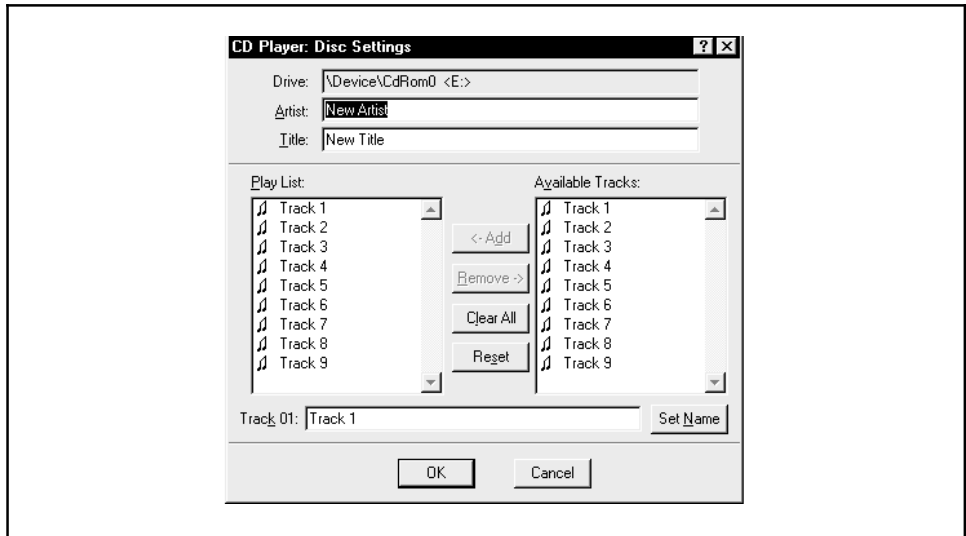 CD Player: Disc Settings
Drive: \Device\CdRom0 <E:>
Artist: New Artist
Title: New Title
Play List:
Track 1
Track 2
Track 3
Track 4
Track 5
Track 6
Track 7
Track 8
Track 9
<- Add
Remove ->
Clear All
Reset
Available Tracks:
Track 1
Track 2
Track 3
Track 4
Track 5
Track 6
Track 7
Track 8
Track 9
Track 01: Track 1
Set Name
OK
Cancel